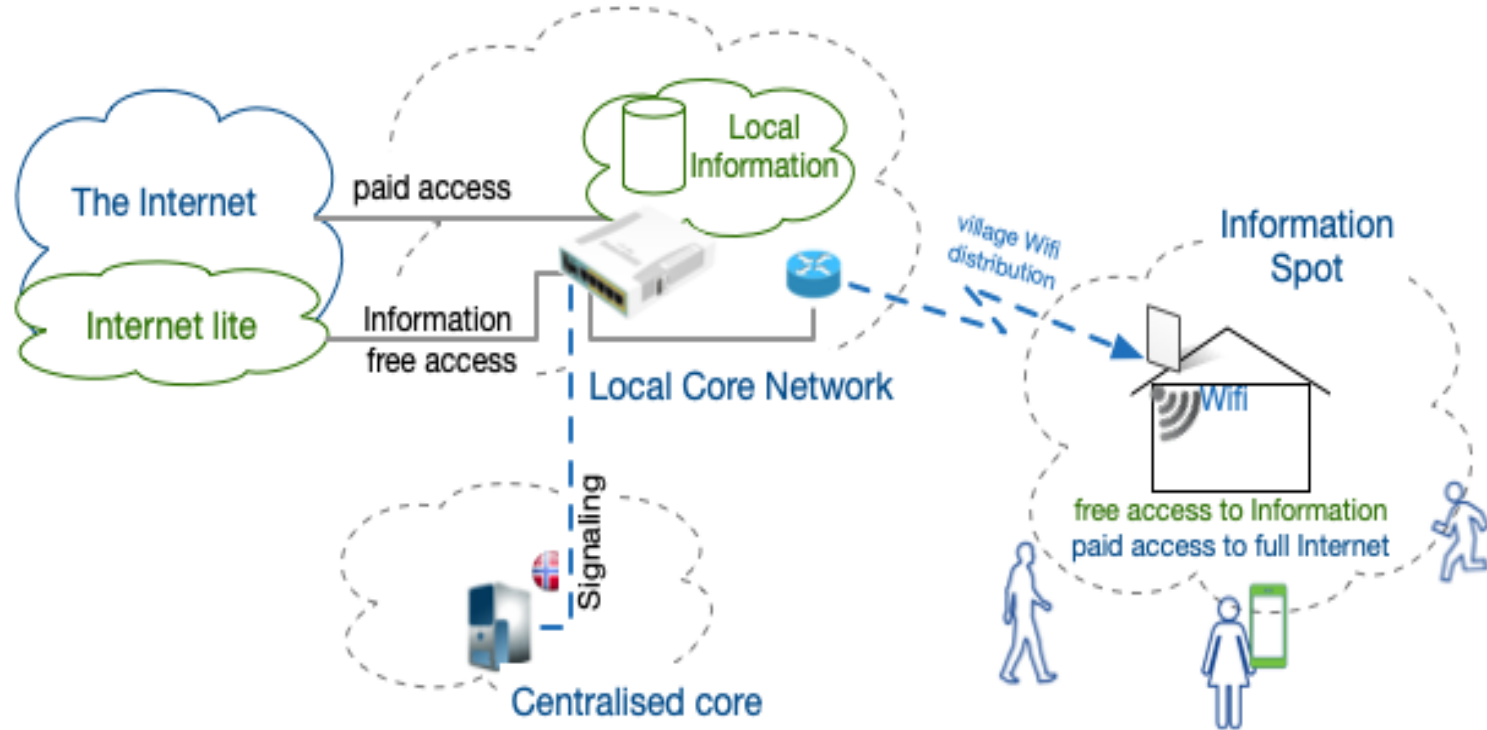 Local
Information
The Internet
paid access
village Wifi
distribution
Information
Spot
Internet lite
Information
free access
Local Core Network
Wifi
Signaling
free access to Information
paid access to full Internet
Centralised core